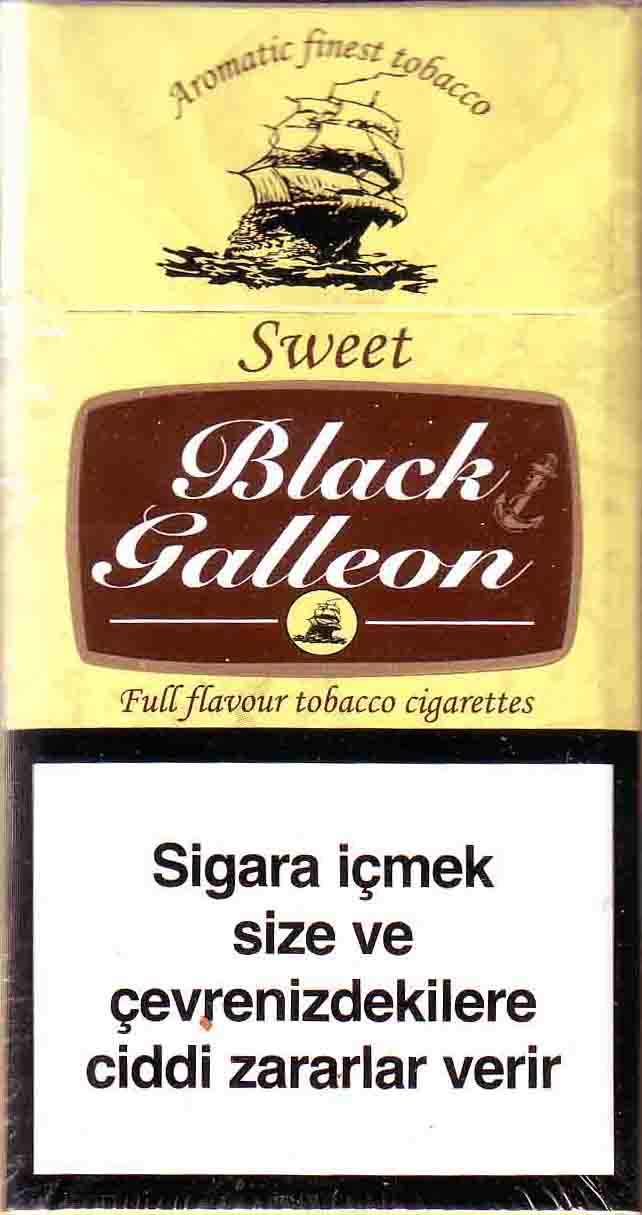 Aromatic finest tobacco
Sweet
Black
Galleon
Full flavour tobacco cigarettes
Sigara içmek
size ve
çevrenizdekilere
ciddi zararlar verir